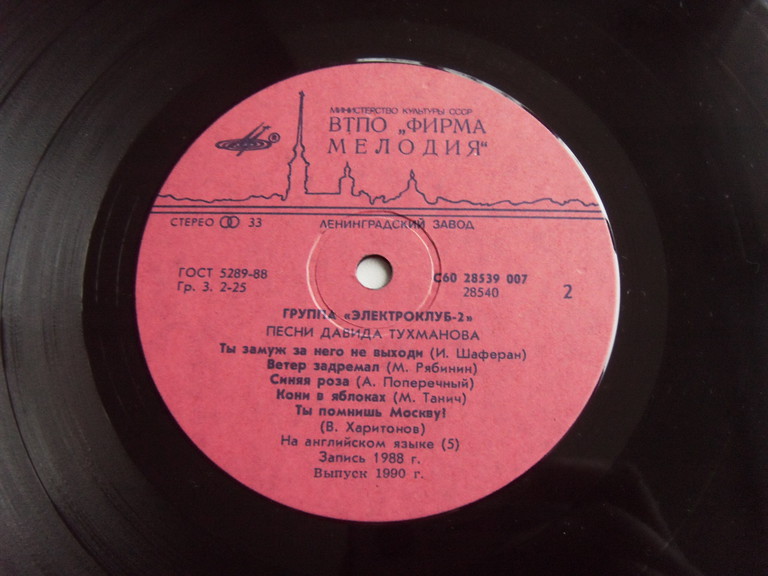 МИНИСТЕРСТВО КУЛЬТУРЫ СССР
ВТПО „ФИРМА
МЕЛОДИЯ“
®
СТЕРЕО 33
ЛЕНИНГРАДСКИЙ ЗАВОД
ГОСТ 5289-88
Гр. 3. 2-25
С60 28539 007
28540
2
ГРУППА «ЭЛЕКТРОКЛУБ-2»
ПЕСНИ ДАВИДА ТУХМАНОВА
Ты замуж за него не выходи (И. Шаферан)
Ветер задремал (М. Рябинин)
Синяя роза (А. Поперечный)
Кони в яблоках (М. Танич)
Ты помнишь Москву!
(В. Харитонов)
На английском языке (5)
Запись 1988 г.
Выпуск 1990 г.